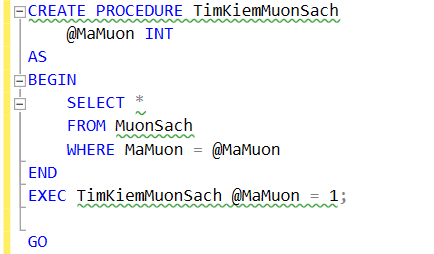 CREATE PROCEDURE TimKiemMuonSach
    @MaMuon INT
AS
BEGIN
    SELECT *
    FROM MuonSach
    WHERE MaMuon = @MaMuon
END
EXEC TimKiemMuonSach @MaMuon = 1;
GO